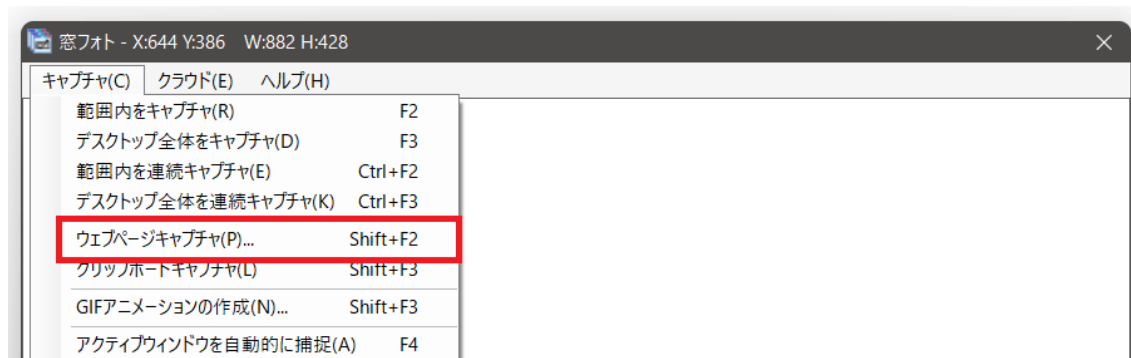 窓フォト - X:644 Y:386 W:882 H:428
キャプチャ(C) クラウド(E) ヘルプ(H)
範囲内をキャプチャ(R) F2
デスクトップ全体をキャプチャ(D) F3
範囲内を連続キャプチャ(E) Ctrl+F2
デスクトップ全体を連続キャプチャ(K) Ctrl+F3
ウェブページキャプチャ(P)... Shift+F2
クリップボードキャプチャ(L) Shift+F3
GIFアニメーションの作成(N)... Shift+F3
アクティブウィンドウを自動的に捕捉(A) F4